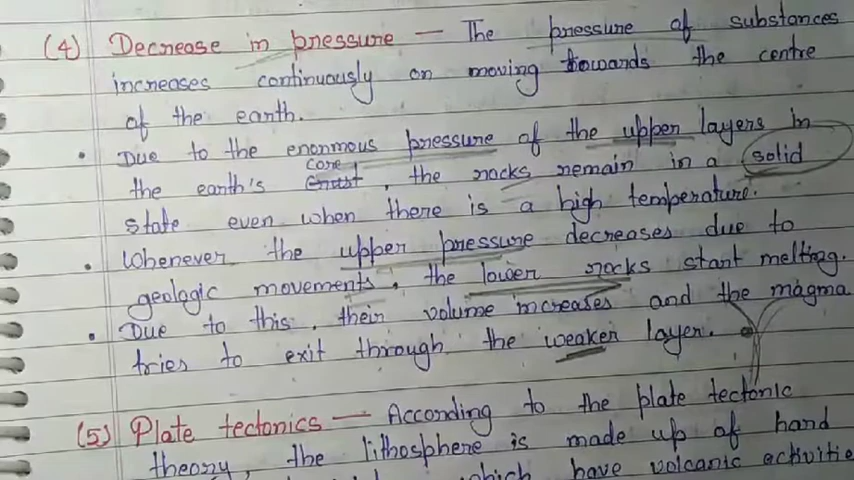 (4) Decrease in pressure — The pressure of substances
increases continuously on moving towards the centre
of the earth.
• Due to the enormous pressure of the upper layers in
the earth's core, the rocks remain in a solid
state even when there is a high temperature.
• Whenever the upper pressure decreases due to
geologic movements, the lower rocks start melting.
• Due to this, their volume increases and the magma
tries to exit through the weaker layer.
(5) Plate tectonics — According to the plate tectonic
theory, the lithosphere is made up of hard
which have volcanic activitie